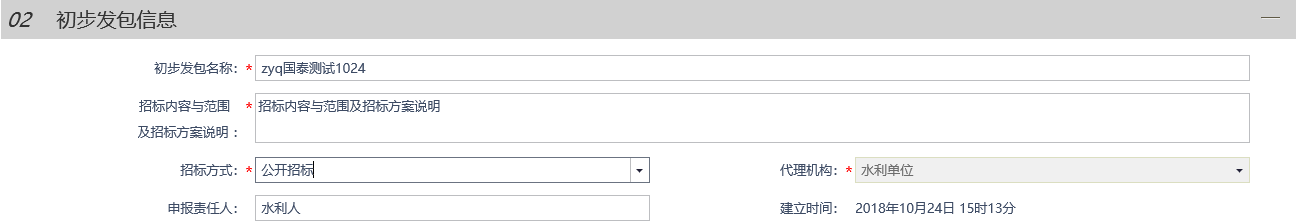 02 初步发包信息
初步发包名称：* zyq国泰测试1024
招标内容与范围 * 招标内容与范围及招标方案说明
及招标方案说明：
招标方式：* 公开招标 代理机构：* 水利单位
申报责任人： 水利人 建立时间： 2018年10月24日 15时13分